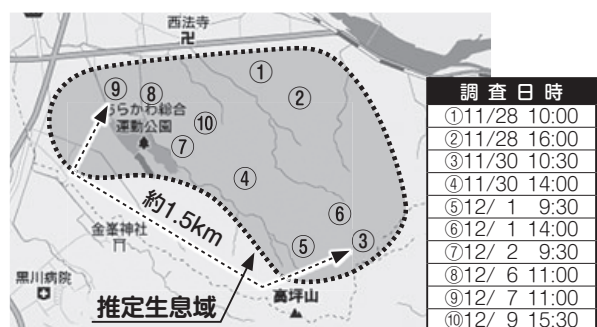 西法寺
①
②
⑨
⑧
⑩
⑦
らかわ総合
運動公園
④
⑥
⑤
③
約1.5km
金峯神社
黒川病院
推定生息域
高坪山
調査日時
①11/28 10:00
②11/28 16:00
③11/30 10:30
④11/30 14:00
⑤12/ 1 9:30
⑥12/ 1 14:00
⑦12/ 2 9:30
⑧12/ 6 11:00
⑨12/ 7 11:00
⑩12/ 9 15:30